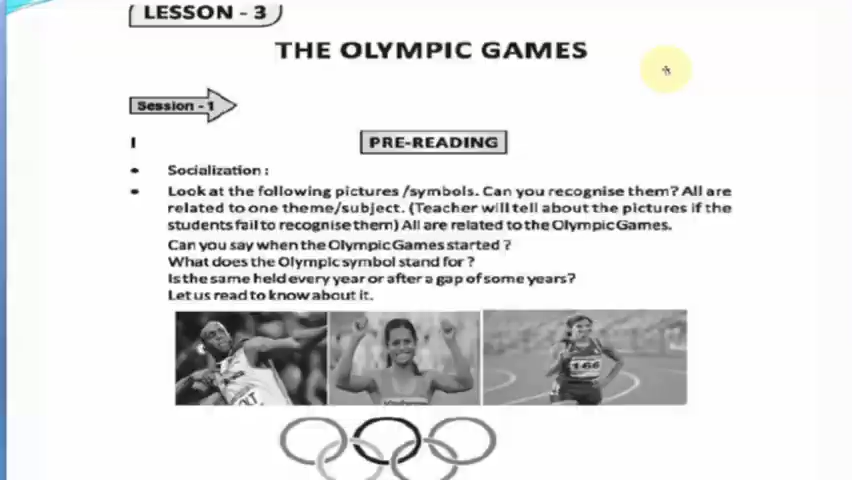 LESSON - 3
THE OLYMPIC GAMES
Session - 1
I
PRE-READING
• Socialization :
• Look at the following pictures /symbols. Can you recognise them? All are
related to one theme/subject. (Teacher will tell about the pictures if the
students fail to recognise them) All are related to the Olympic Games.
Can you say when the Olympic Games started ?
What does the Olympic symbol stand for ?
Is the same held every year or after a gap of some years?
Let us read to know about it.
166